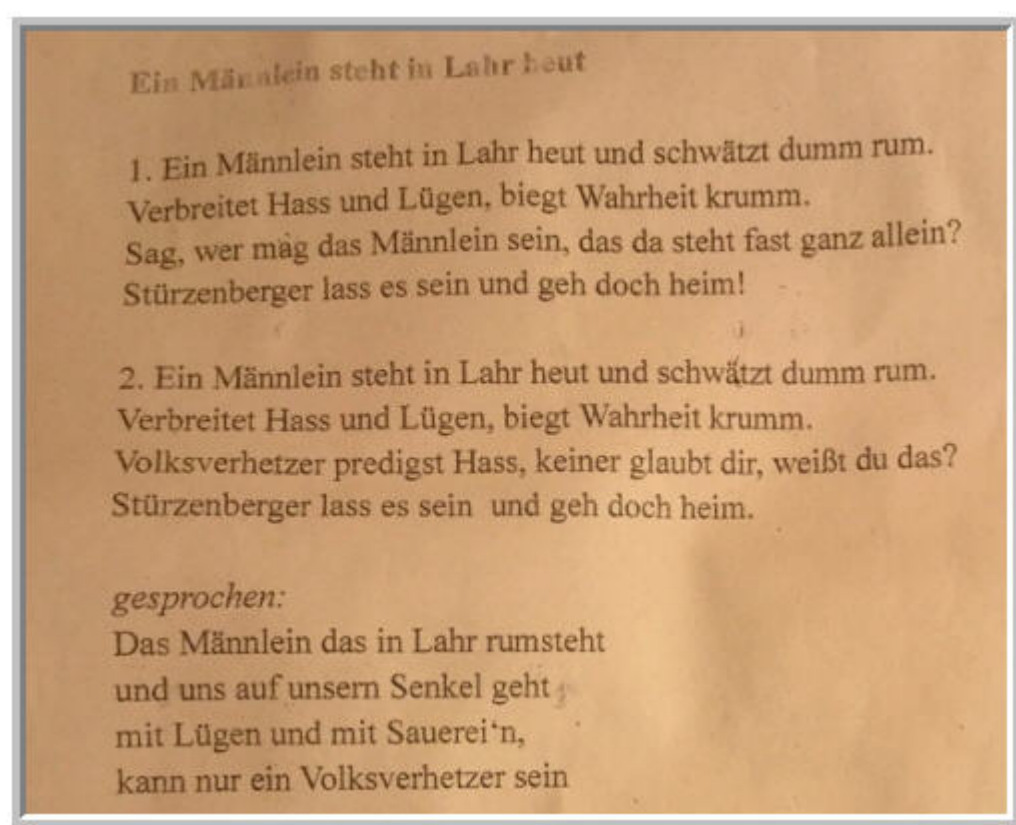 Ein Männlein steht in Lahr heut
1. Ein Männlein steht in Lahr heut und schwätzt dumm rum.
Verbreitet Hass und Lügen, biegt Wahrheit krumm.
Sag, wer mag das Männlein sein, das da steht fast ganz allein?
Stürzenberger lass es sein und geh doch heim!
2. Ein Männlein steht in Lahr heut und schwätzt dumm rum.
Verbreitet Hass und Lügen, biegt Wahrheit krumm.
Volksverhetzer predigst Hass, keiner glaubt dir, weißt du das?
Stürzenberger lass es sein und geh doch heim.
gesprochen:
Das Männlein das in Lahr rumsteht
und uns auf unsern Senkel geht
mit Lügen und mit Sauerei‘n,
kann nur ein Volksverhetzer sein